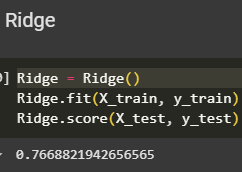 Ridge
] Ridge = Ridge()
Ridge.fit(X_train, y_train)
Ridge.score(X_test, y_test)
0.7668821942656565